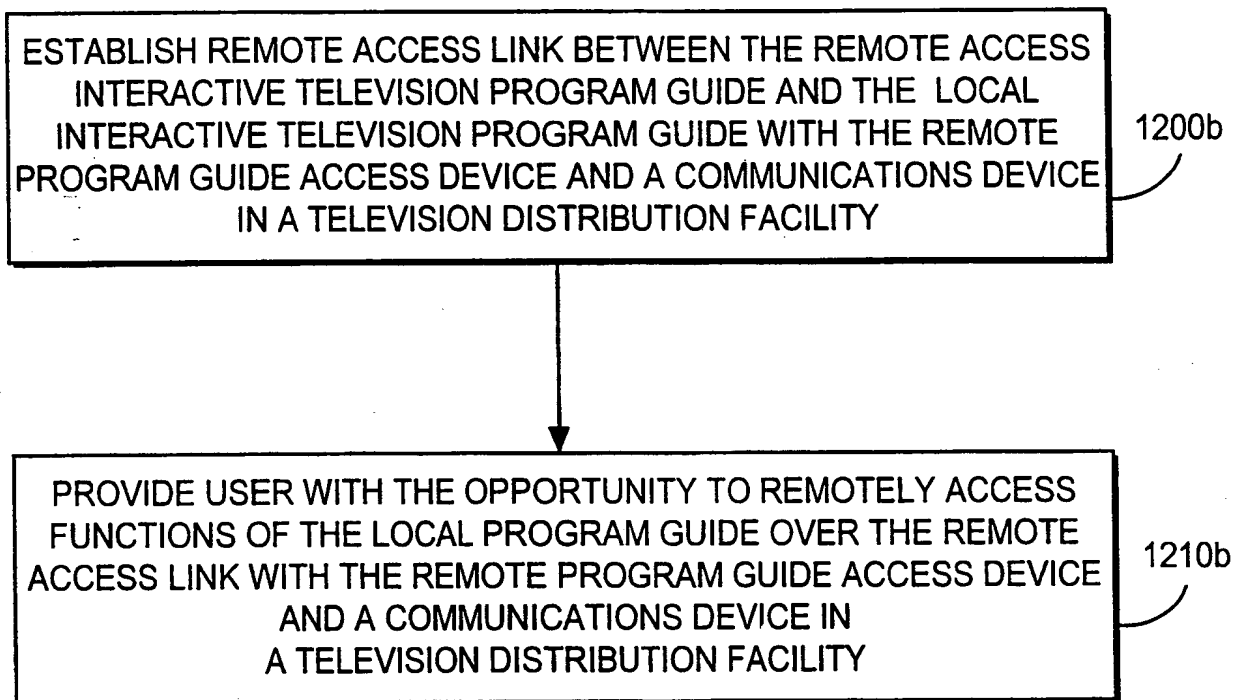 ESTABLISH REMOTE ACCESS LINK BETWEEN THE REMOTE ACCESS
INTERACTIVE TELEVISION PROGRAM GUIDE AND THE LOCAL
INTERACTIVE TELEVISION PROGRAM GUIDE WITH THE REMOTE
PROGRAM GUIDE ACCESS DEVICE AND A COMMUNICATIONS DEVICE
IN A TELEVISION DISTRIBUTION FACILITY
1200b
PROVIDE USER WITH THE OPPORTUNITY TO REMOTELY ACCESS
FUNCTIONS OF THE LOCAL PROGRAM GUIDE OVER THE REMOTE
ACCESS LINK WITH THE REMOTE PROGRAM GUIDE ACCESS DEVICE
AND A COMMUNICATIONS DEVICE IN
A TELEVISION DISTRIBUTION FACILITY
1210b